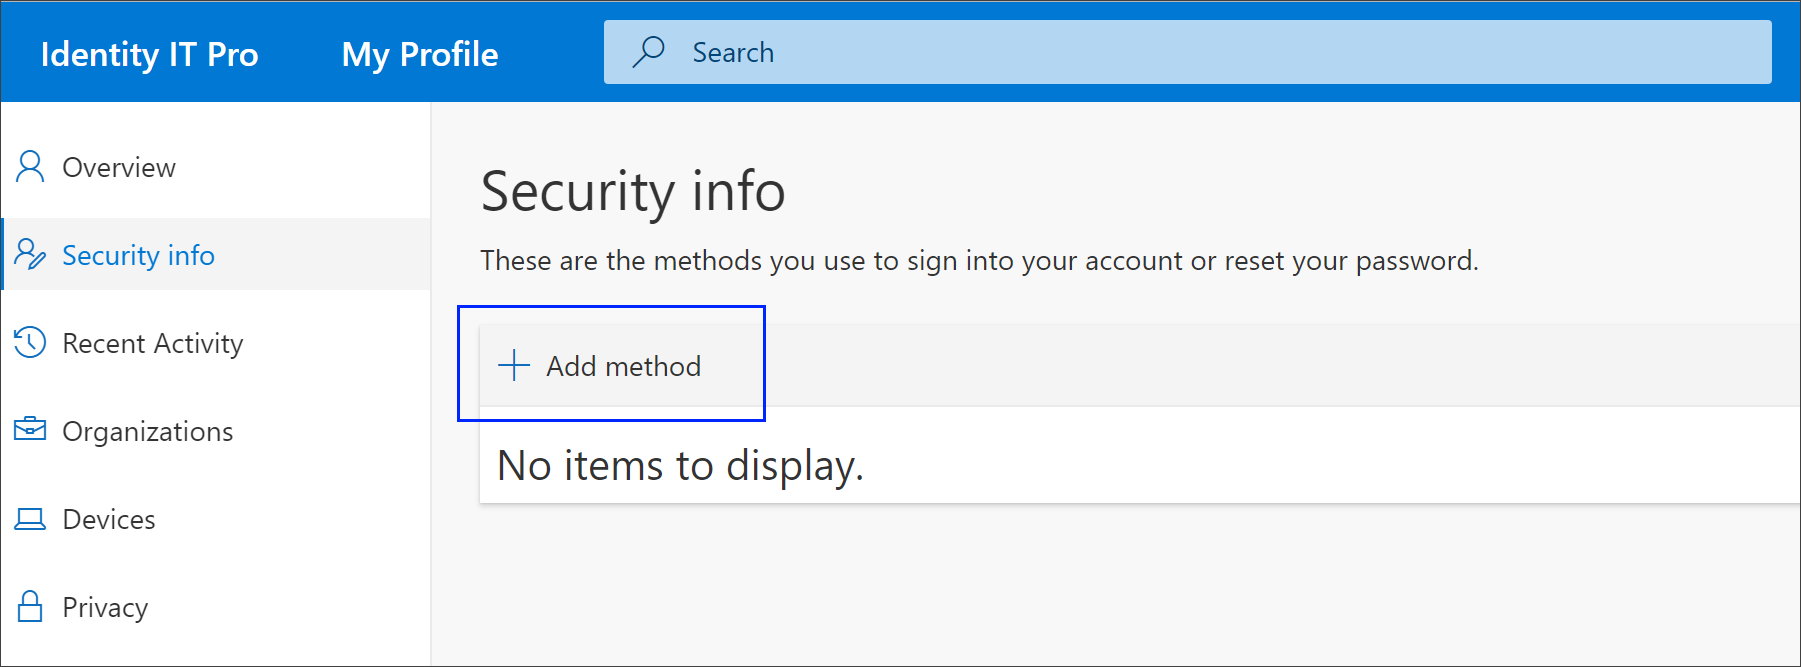 Identity IT Pro
My Profile
Search
Overview
Security info
Recent Activity
Organizations
Devices
Privacy
Security info
These are the methods you use to sign into your account or reset your password.
Add method
No items to display.